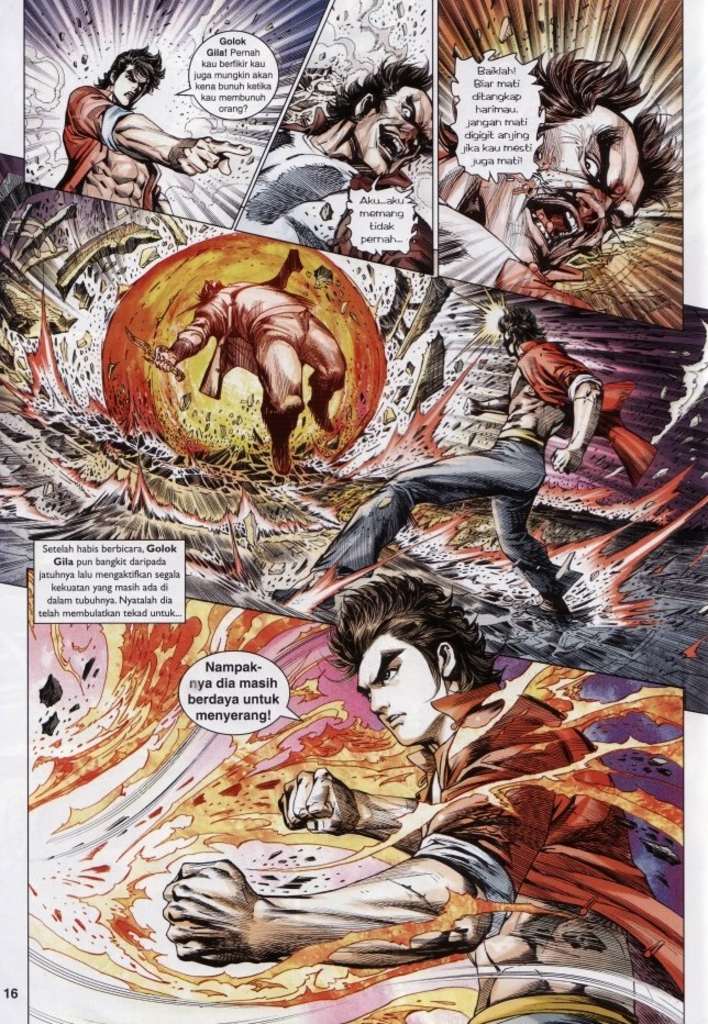 Golok
Gila! Pernah
kau berfikir kau
juga mungkin akan
kena bunuh ketika
kau membunuh
orang?
Aku...aku
memang
tidak
pernah...
Baiklah!
Biar mati
ditangkap
harimau,
jangan mati
digigit anjing
jika kau mesti
juga mati!
Setelah habis berbicara, Golok
Gila pun bangkit daripada
jatuhnya lalu mengaktifkan segala
kekuatan yang masih ada di
dalam tubuhnya. Nyatalah dia
telah membulatkan tekad untuk...
Nampak-
nya dia masih
berdaya untuk
menyerang!
16